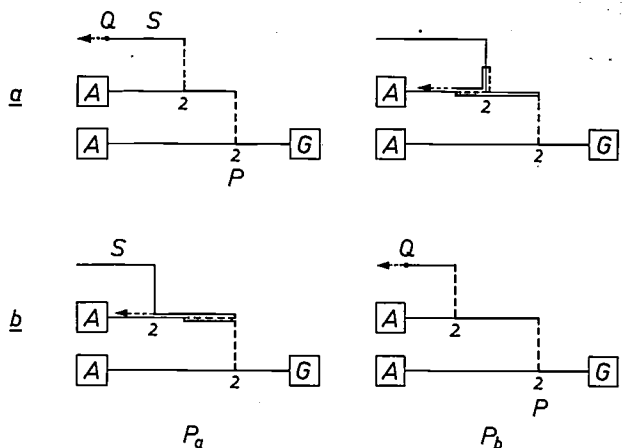 Q S
a A 2 A 2
A 2 G A 2 G
P
S Q
b A 2 A 2
A 2 G A 2 G
P
Pa Pb